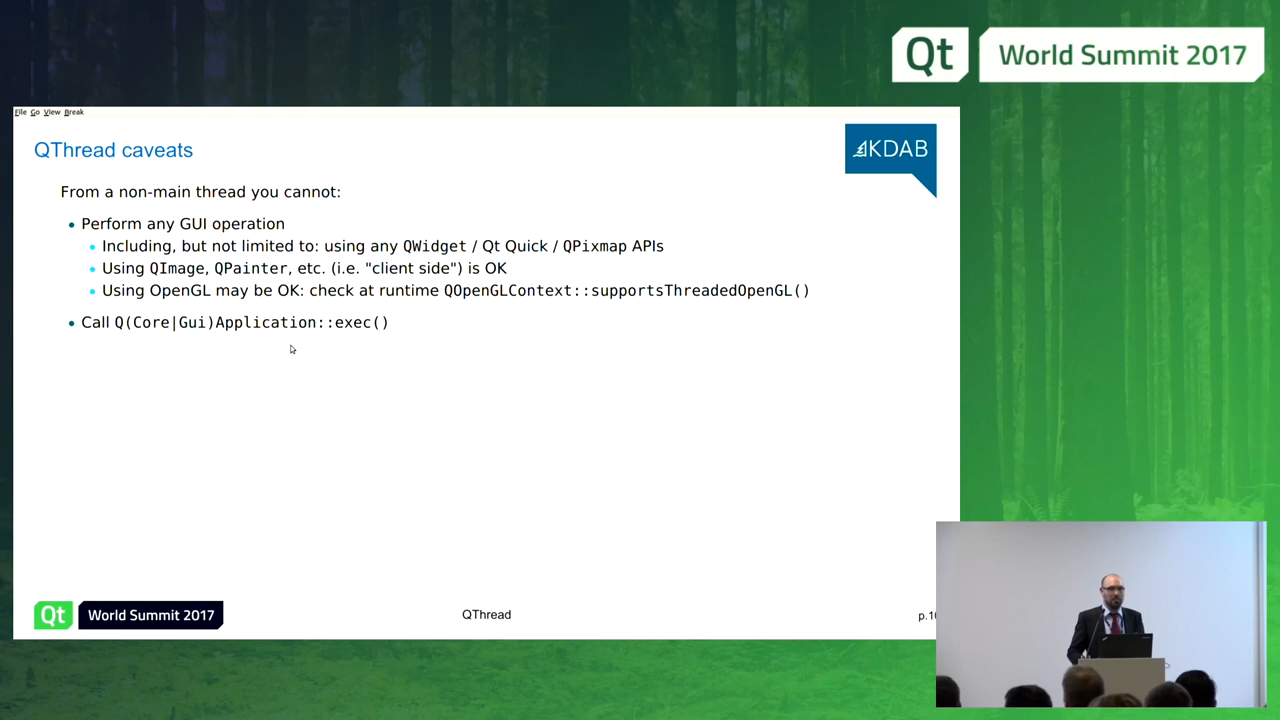 Qt World Summit 2017
File Go View Break
QThread caveats
KDAB
From a non-main thread you cannot:
• Perform any GUI operation
• Including, but not limited to: using any QWidget / Qt Quick / QPixmap APIs
• Using QImage, QPainter, etc. (i.e. "client side") is OK
• Using OpenGL may be OK: check at runtime QOpenGLContext::supportsThreadedOpenGL()
• Call Q(Core|Gui)Application::exec()
Qt World Summit 2017
QThread